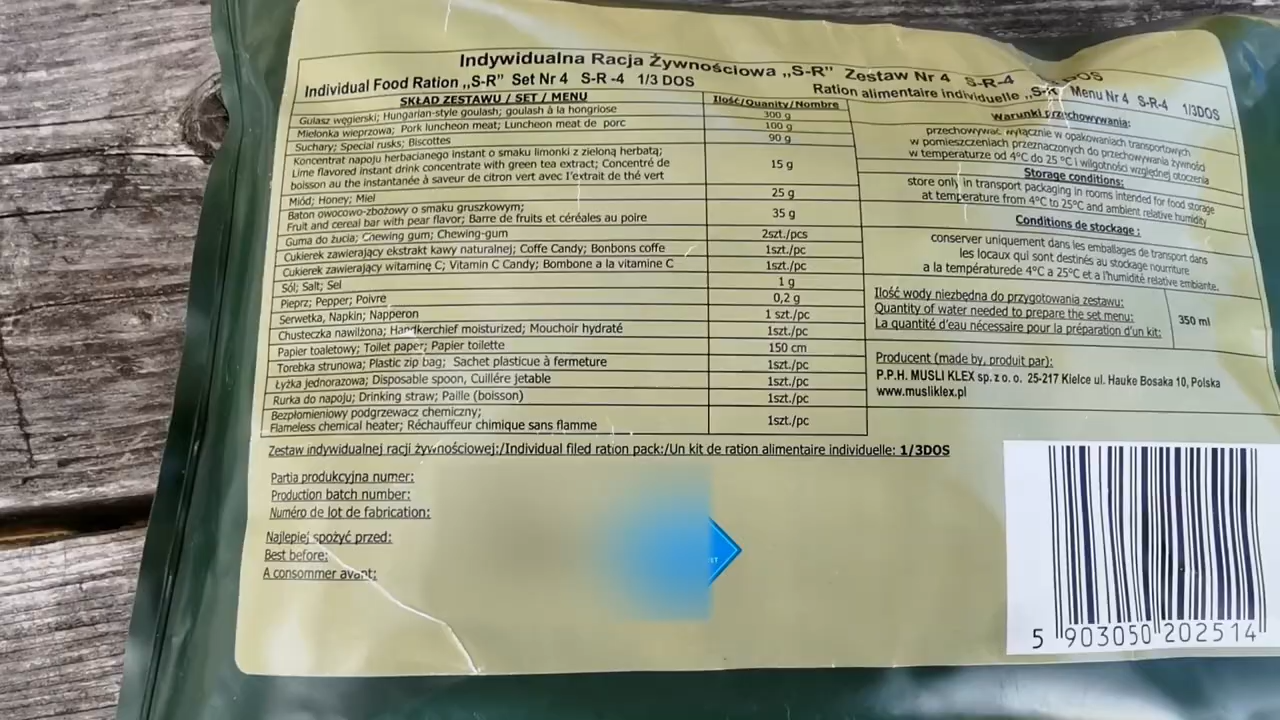 Indywidualna Racja Żywnościowa „S-R" Zestaw Nr 4 S-R-4 DOS
Individual Food Ration „S-R” Set Nr 4 S-R -4 1/3 DOS
Ration alimentaire individuelle „S-R Menu Nr 4 S-R-4 1/3DOS
SKŁAD ZESTAWU / SET / MENU Ilość/Quanity/Nombre
Gulasz węgierski; Hungarian-style goulash; goulash à la hongriose 300 g
Mielonka wieprzowa; Pork luncheon meat; Luncheon meat de porc 100 g
Suchary; Special rusks; Biscottes 90 g
Koncentrat napoju herbacianego instant o smaku limonki z zieloną herbatą;
Lime flavored instant drink concentrate with green tea extract; Concentré de
boisson au the instantanée à saveur de citron vert avec l'extrait de thé vert 15 g
Miód; Honey; Miel 25 g
Baton owocowo-zbożowy o smaku gruszkowym;
Fruit and cereal bar with pear flavor; Barre de fruits et céréales au poire 35 g
Guma do żucia; Chewing gum; Chewing-gum 2szt./pcs
Cukierek zawierający ekstrakt kawy naturalnej; Coffe Candy; Bonbons coffe 1szt./pc
Cukierek zawierający witaminę C; Vitamin C Candy; Bombone a la vitamine C 1szt./pc
Sól; Salt; Sel 1 g
Pieprz; Pepper; Poivre 0,2 g
Serwetka, Napkin; Napperon 1 szt./pc
Chusteczka nawilżona; Handkerchief moisturized; Mouchoir hydraté 1szt./pc
Papier toaletowy; Toilet paper; Papier toilette 150 cm
Torebka strunowa; Plastic zip bag; Sachet plasticue à fermeture 1szt./pc
Łyżka jednorazowa; Disposable spoon, Cuillére jetable 1szt./pc
Rurka do napoju; Drinking straw; Paille (boisson) 1szt./pc
Bezpłomieniowy podgrzewacz chemiczny;
Flameless chemical heater; Réchauffeur chimique sans flamme 1szt./pc
Warunki przechowywania:
przechowywać wyłącznie w opakowaniach transportowych
w pomieszczeniach przeznaczonych do przechowywania żywności
w temperaturze od 4°C do 25 °C i wilgotności względnej otoczenia
Storage conditions:
store only in transport packaging in rooms intended for food storage
at temperature from 4°C to 25°C and ambient relative humidity
Conditions de stockage :
conserver uniquement dans les emballages de transport dans
les locaux qui sont destinés au stockage nourriture
a la températurede 4°C a 25°C et a l'humidité relative embiante.
Ilość wody niezbędna do przygotowania zestawu:
Quantity of water needed to prepare the set menu: 350 ml
La quantité d'eau nécessaire pour la préparation d'un kit:
Producent (made by, produit par):
P.P.H. MUSLI KLEX sp. z o. o. 25-217 Kielce ul. Hauke Bosaka 10, Polska
www.musliklex.pl
Zestaw indywidualnej racji żywnościowej:/Individual filed ration pack:/Un kit de ration alimentaire individuelle: 1/3DOS
Partia produkcyjna numer:
Production batch number:
Numéro de lot de fabrication:
Najlepiej spożyć przed:
Best before:
A consommer avant:
5 903050 202514